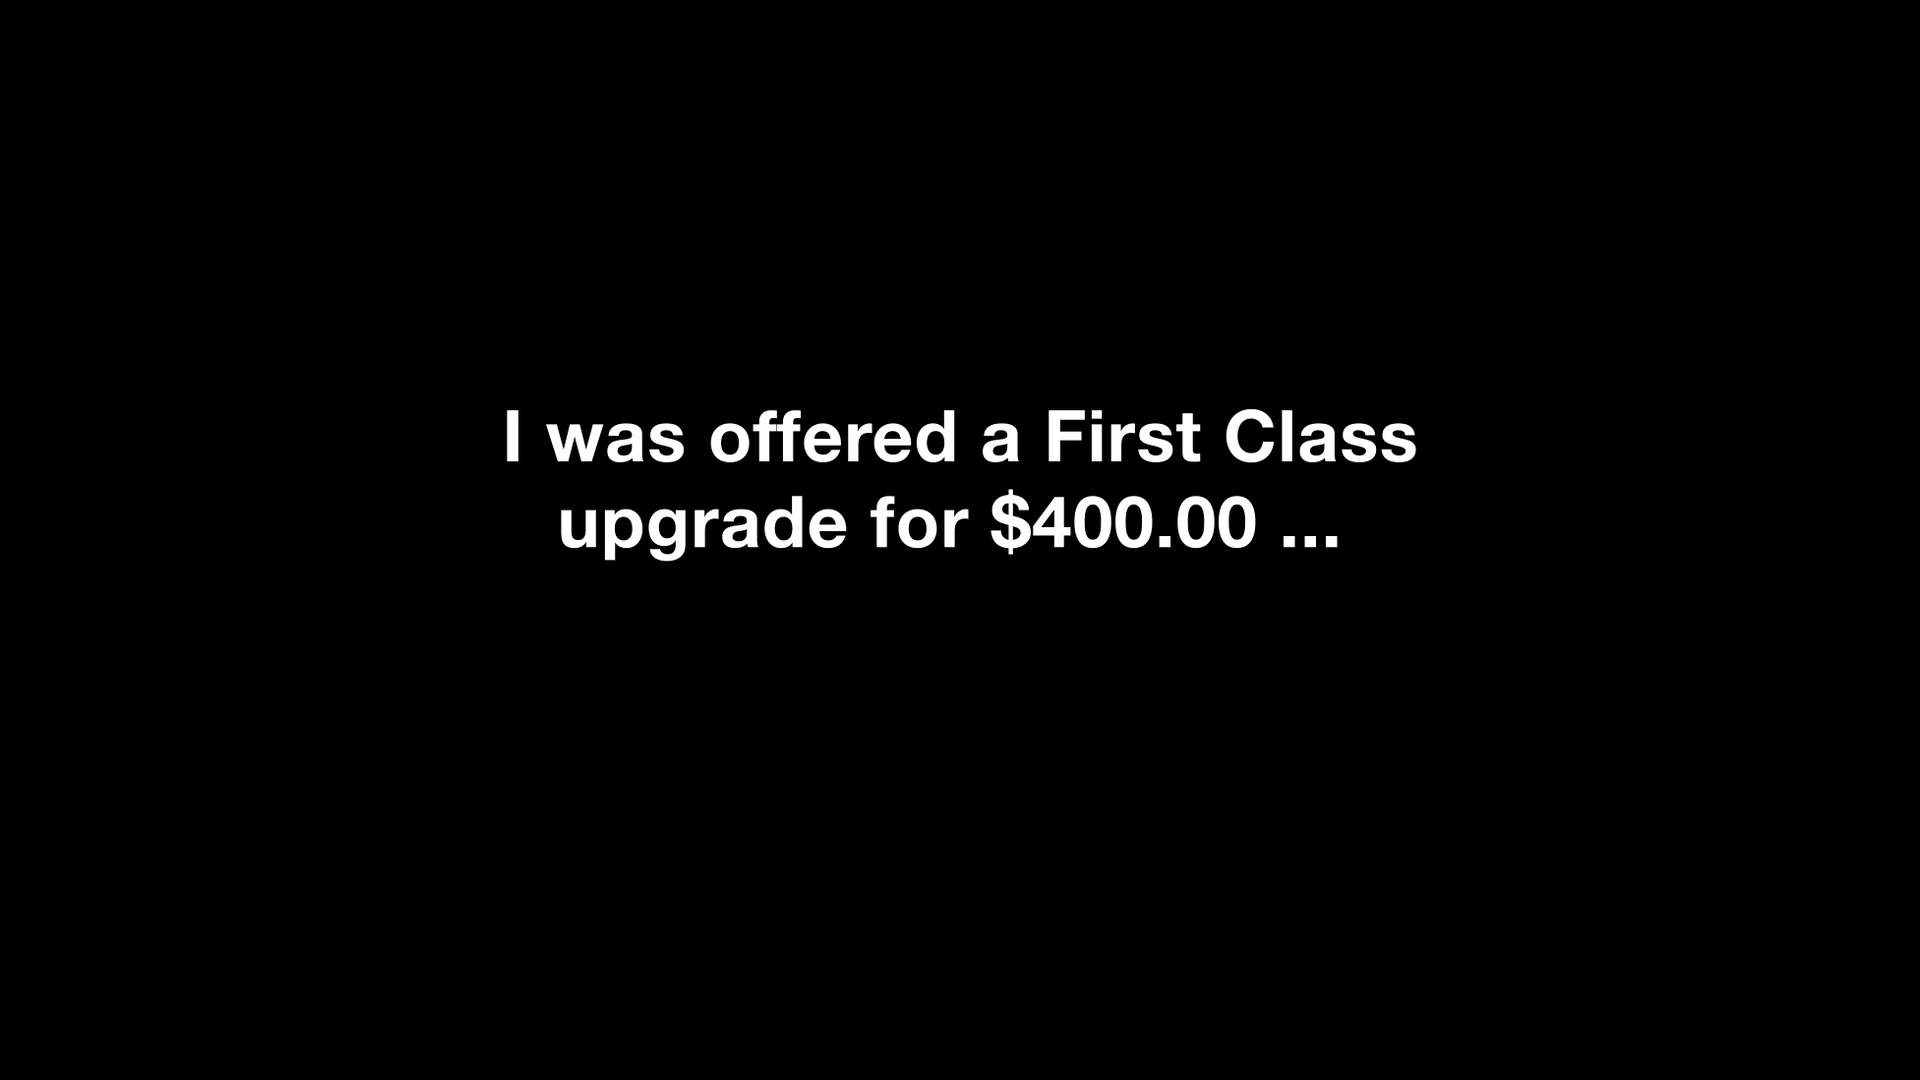 I was offered a First Class
upgrade for $400.00 ...